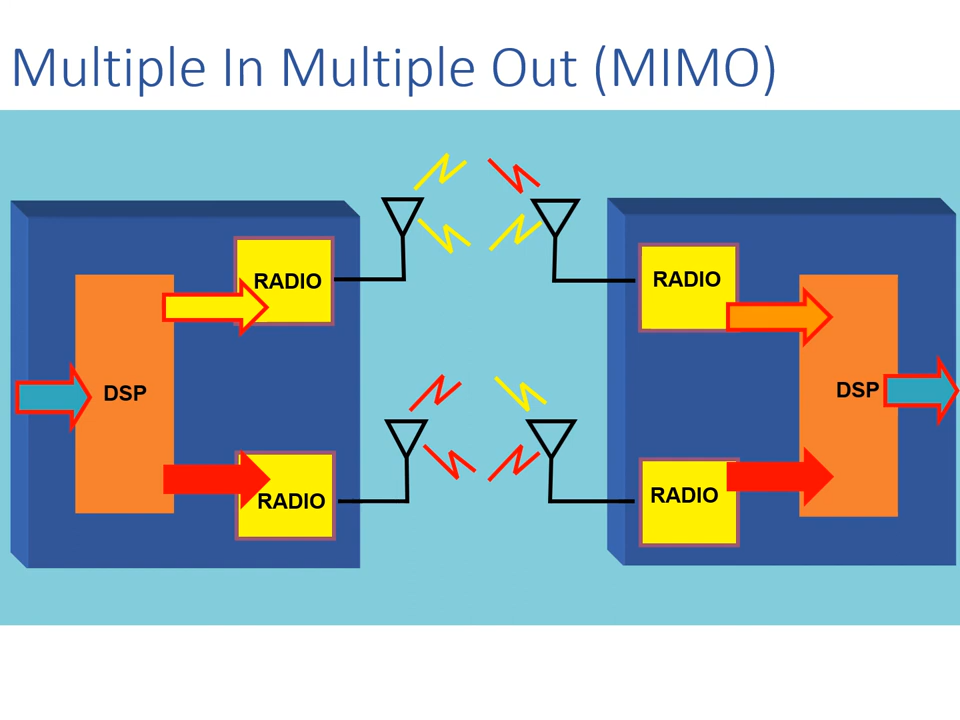 Multiple In Multiple Out (MIMO)
RADIO
RADIO
DSP
DSP
RADIO
RADIO